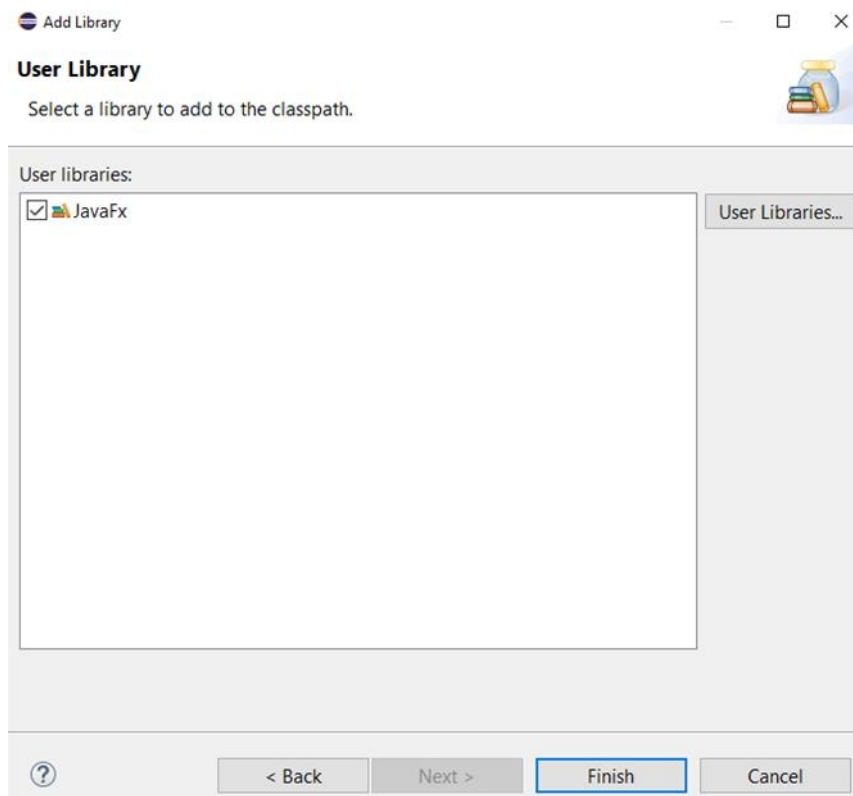 Add Library
User Library
Select a library to add to the classpath.
User libraries:
JavaFx
User Libraries...
?
< Back
Next >
Finish
Cancel